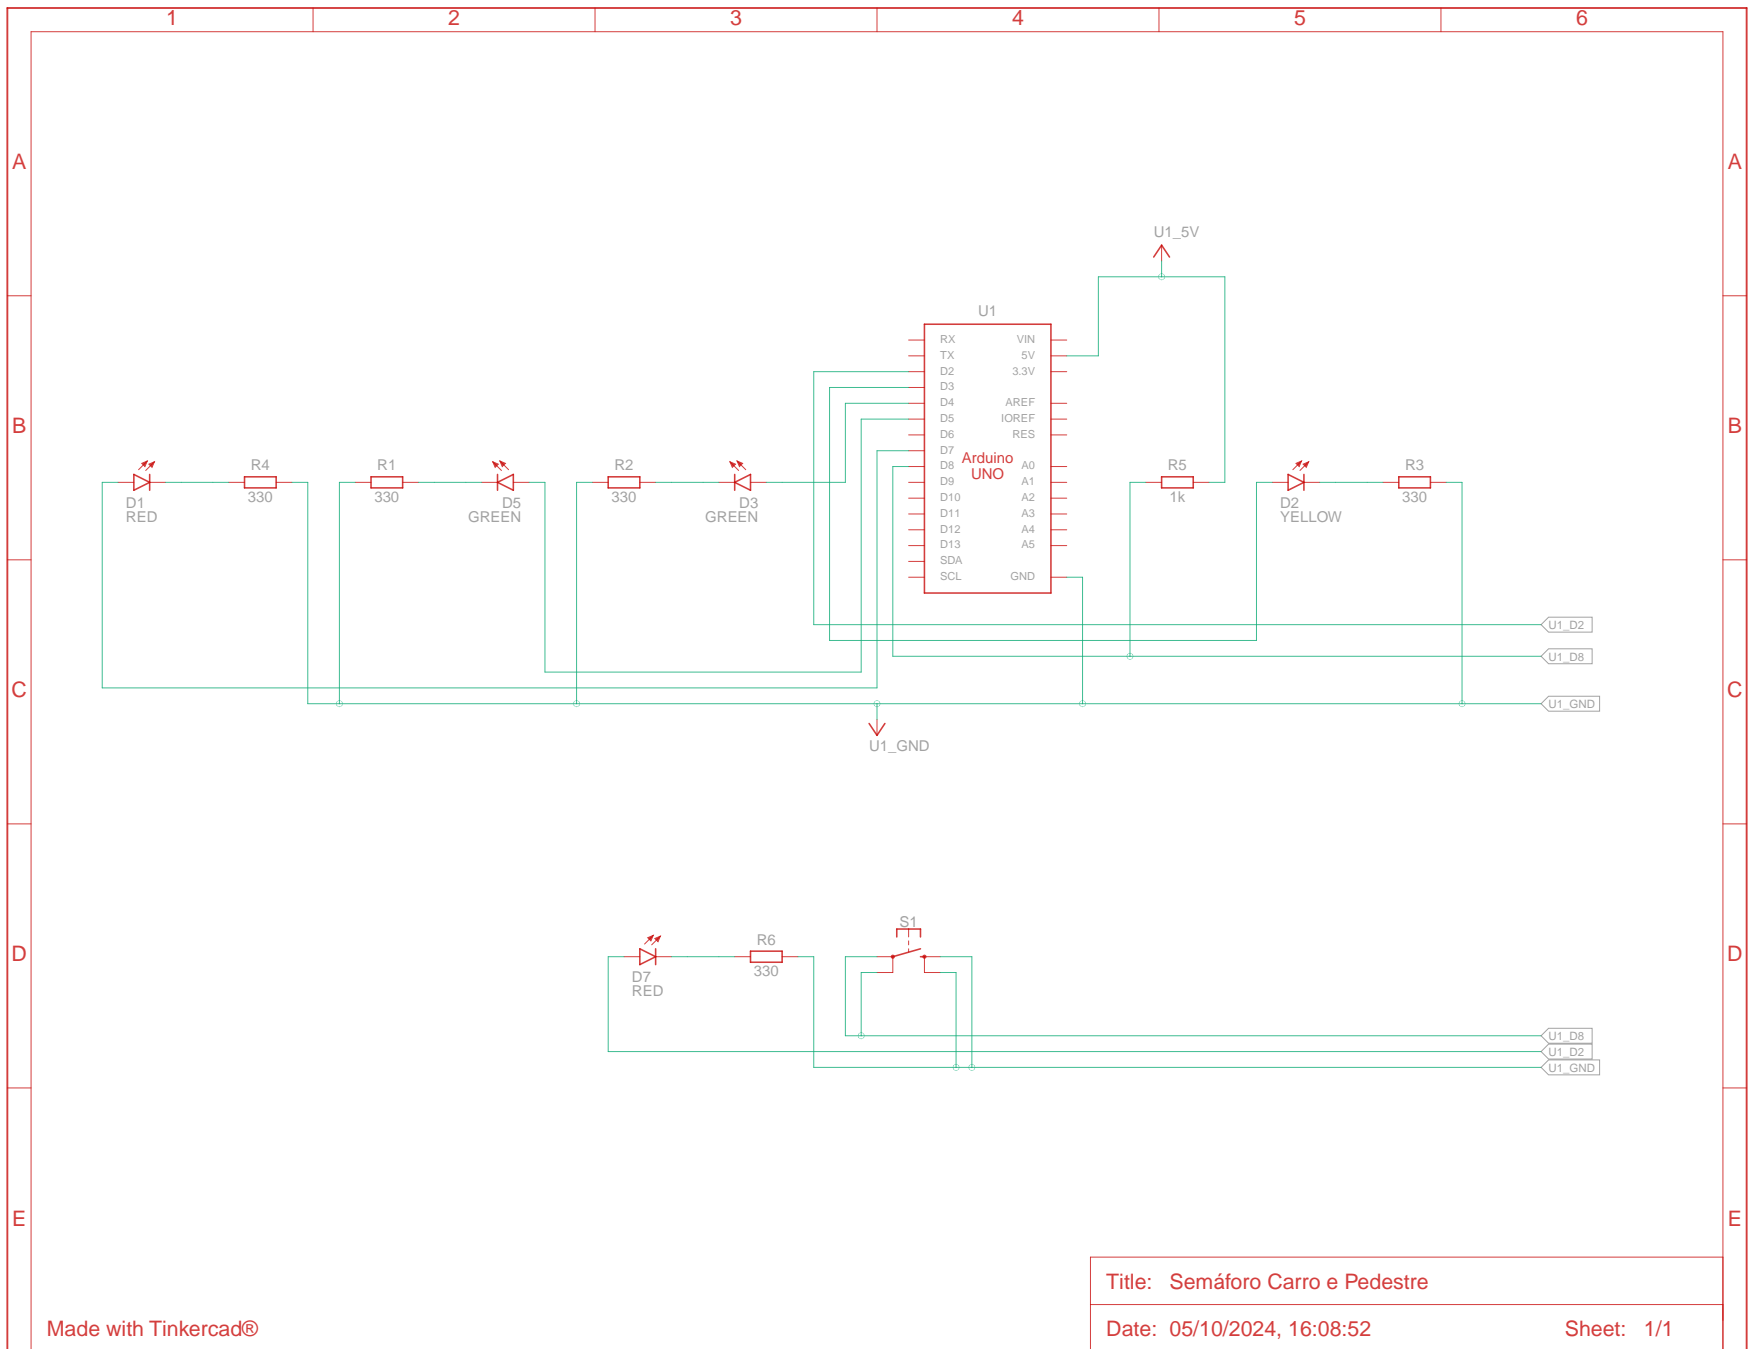 1 2 3 4 5 6
A A
U1_5V
U1
RX VIN
TX 5V
D2 3.3V
D3
D4 AREF
D5 IOREF
D6 RES
D7
D8 A0
D9 A1
D10 A2
D11 A3
D12 A4
D13 A5
SDA
SCL GND
Arduino
UNO
B B
R4
330
D1
RED
R1
330
D5
GREEN
R2
330
D3
GREEN
R5
1k
D2
YELLOW
R3
330
U1_D2
U1_D8
C C
U1_GND
U1_GND
D D
D7
RED
R6
330
S1
U1_D8
U1_D2
U1_GND
E E
Title: Semáforo Carro e Pedestre
Made with Tinkercad®
Date: 05/10/2024, 16:08:52 Sheet: 1/1